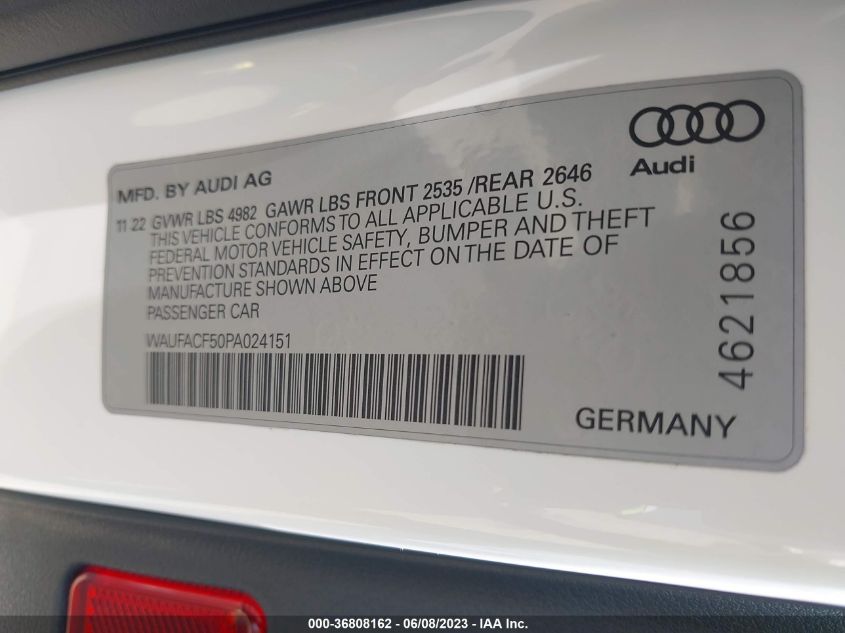 Audi
MFD. BY AUDI AG
11 22 GVWR LBS 4982 GAWR LBS FRONT 2535 /REAR 2646
THIS VEHICLE CONFORMS TO ALL APPLICABLE U.S.
FEDERAL MOTOR VEHICLE SAFETY, BUMPER AND THEFT
PREVENTION STANDARDS IN EFFECT ON THE DATE OF
MANUFACTURE SHOWN ABOVE
PASSENGER CAR
WAUFACF50PA024151
4621856
GERMANY
000-36808162 - 06/08/2023 - IAA Inc.